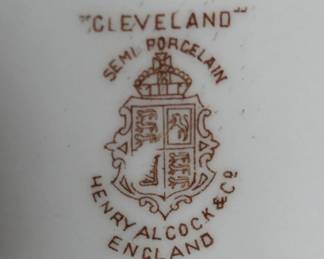 "CLEVELAND"
SEMI PORCELAIN
HENRY ALCOCK & Co
ENGLAND